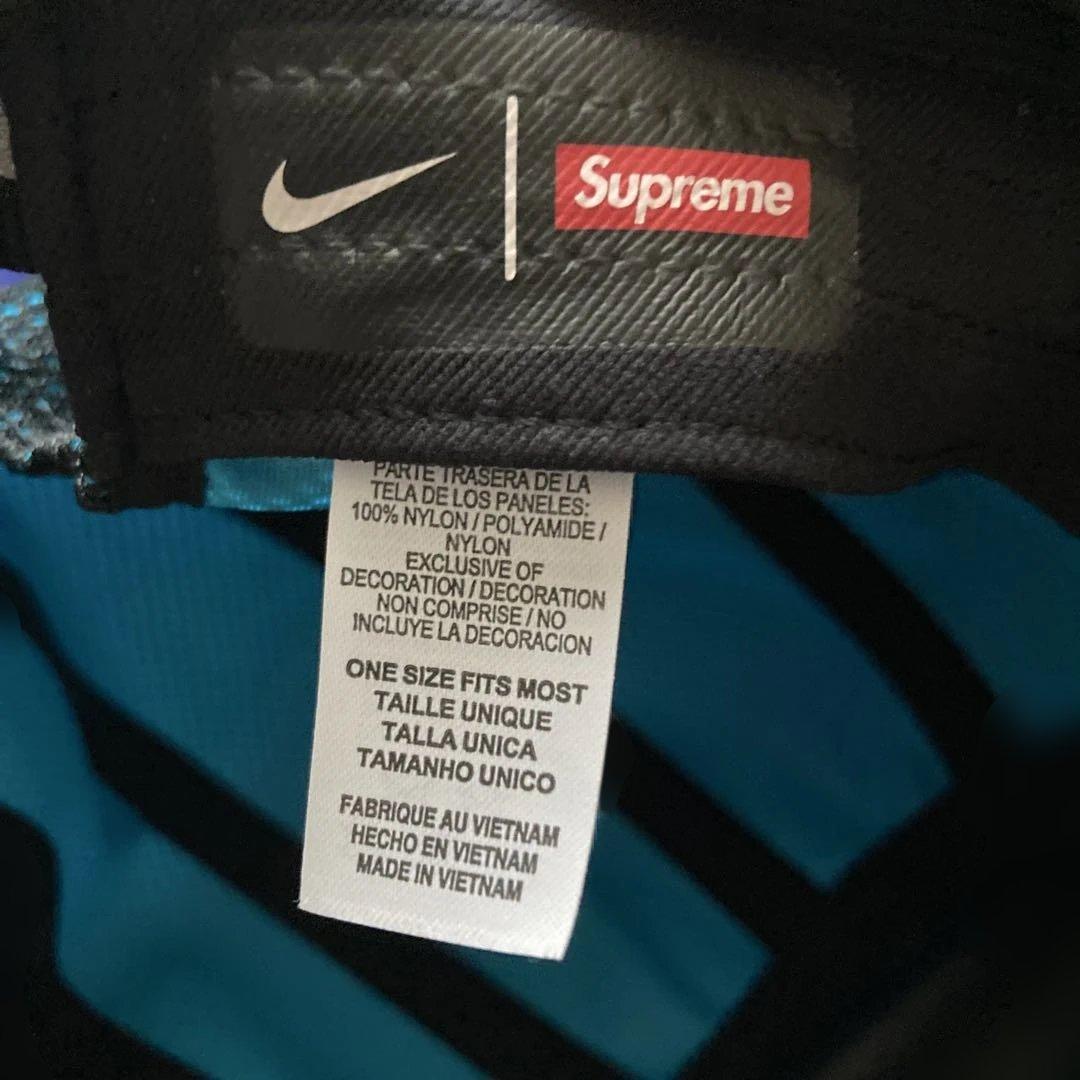 Supreme
PARTE TRASERA DE LA
TELA DE LOS PANELES:
100% NYLON / POLYAMIDE /
NYLON
EXCLUSIVE OF
DECORATION / DECORATION
NON COMPRISE / NO
INCLUYE LA DECORACION
ONE SIZE FITS MOST
TAILLE UNIQUE
TALLA UNICA
TAMANHO UNICO
FABRIQUE AU VIETNAM
HECHO EN VIETNAM
MADE IN VIETNAM